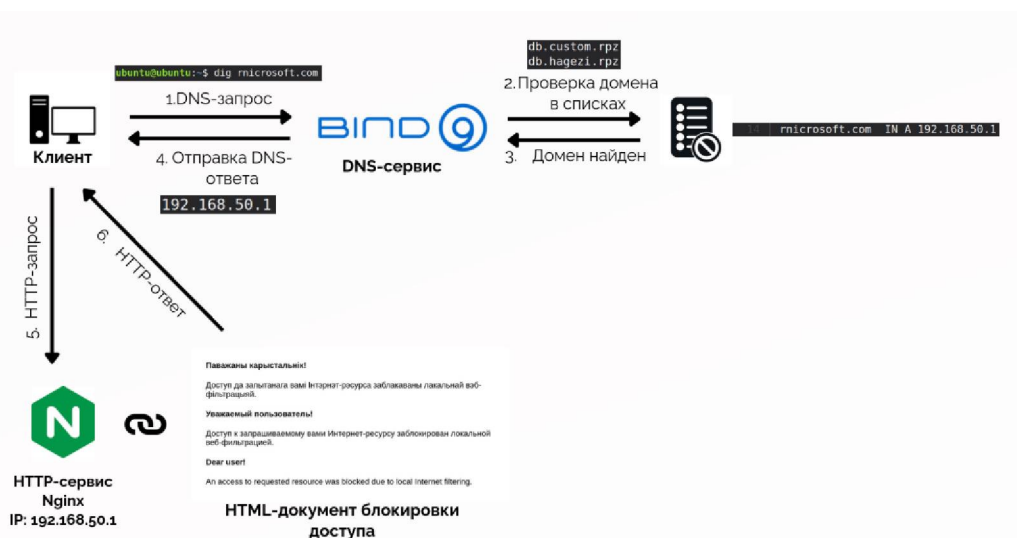 db.custom.rpz
db.hagezi.rpz
ubuntu@ubuntu:~$ dig rnicrosoft.com
1.DNS-запрос
2.Проверка домена
в списках
BIND 9
14 rnicrosoft.com IN A 192.168.50.1
Клиент
4. Отправка DNS-
ответа
DNS-сервис
3. Домен найден
192.168.50.1
5. HTTP-запрос
6. HTTP-ответ
Паважаны карыстальнік!
Доступ да запытанага вамі Інтэрнэт-рэсурса заблакаваны лакальнай вэб-
фільтрацыяй.
Уважаемый пользователь!
Доступ к запрашиваемому вами Интернет-ресурсу заблокирован локальной
веб-фильтрацией.
Dear user!
An access to requested resource was blocked due to local Internet filtering.
N
HTTP-сервис
Nginx
IP: 192.168.50.1
HTML-документ блокировки
доступа